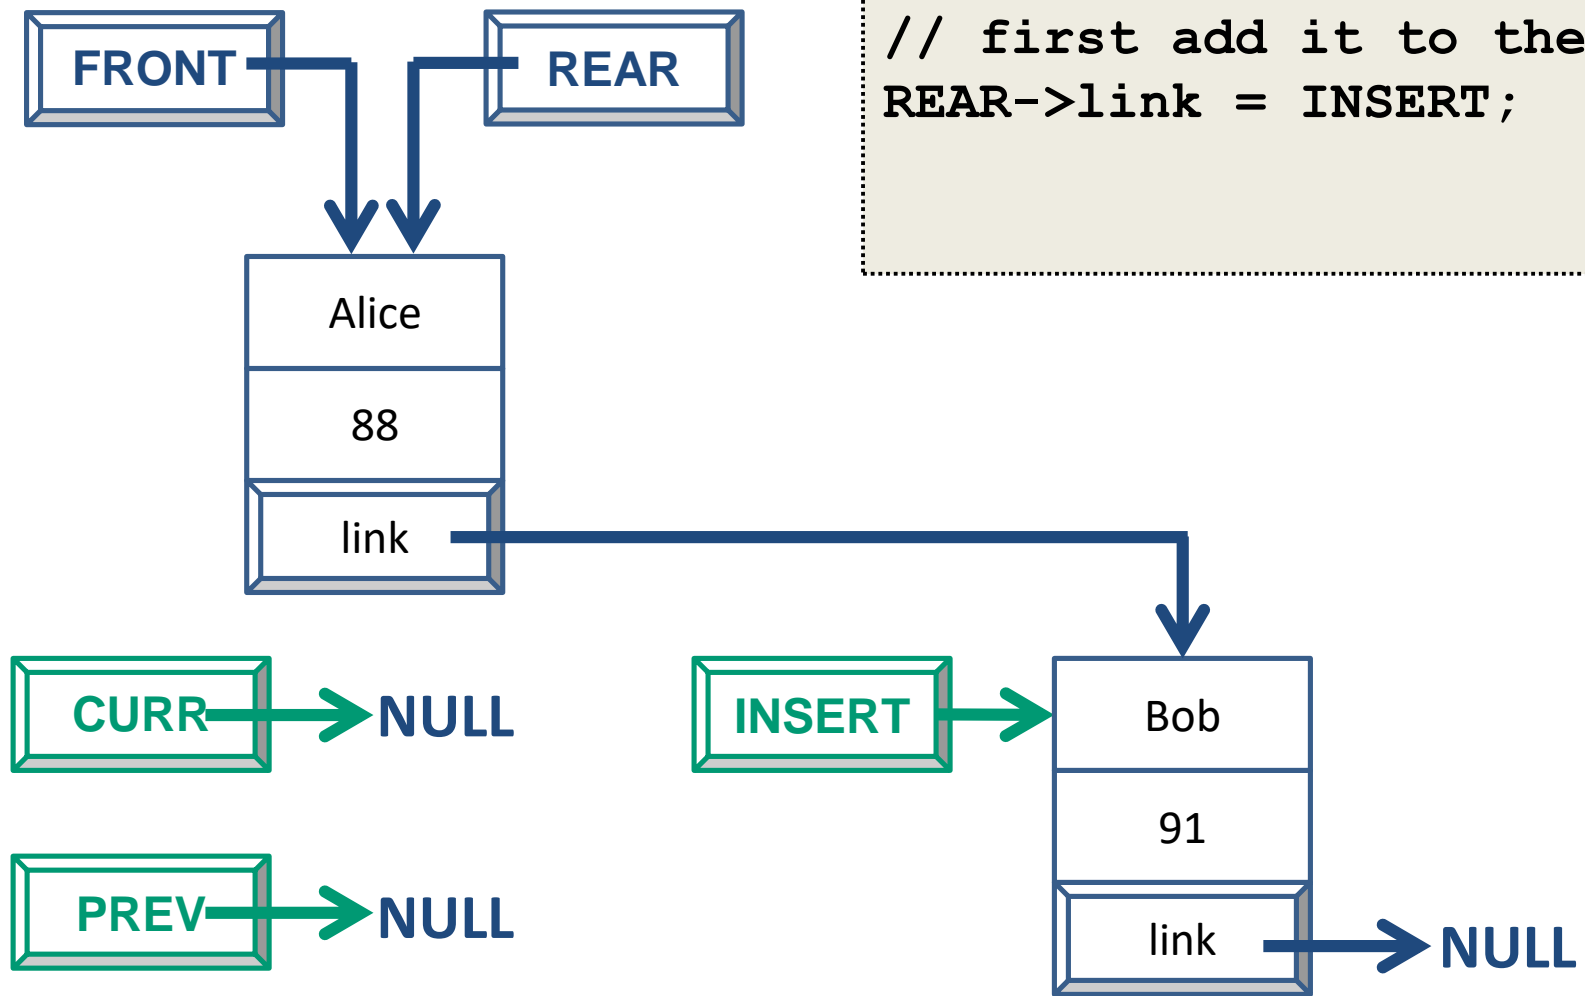 FRONT
REAR
// first add it to the
REAR->link = INSERT;
Alice
88
link
CURR
NULL
INSERT
Bob
91
PREV
NULL
link
NULL